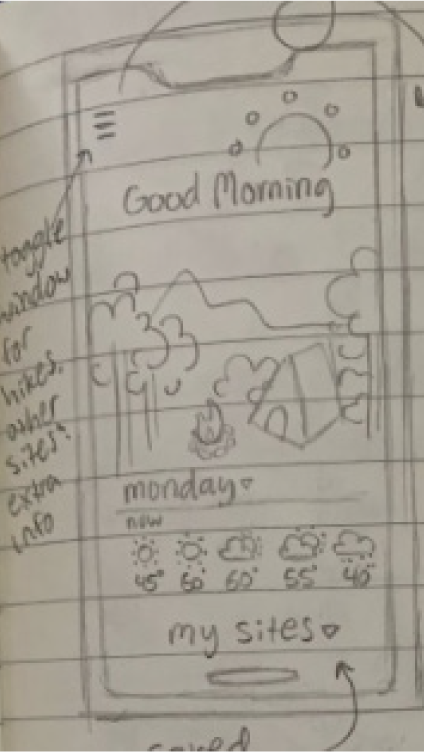 Good Morning
toggle
window
for
hikes,
other
sites?
extra
info
monday
now
45° 60° 60° 55° 40°
my sites
saved